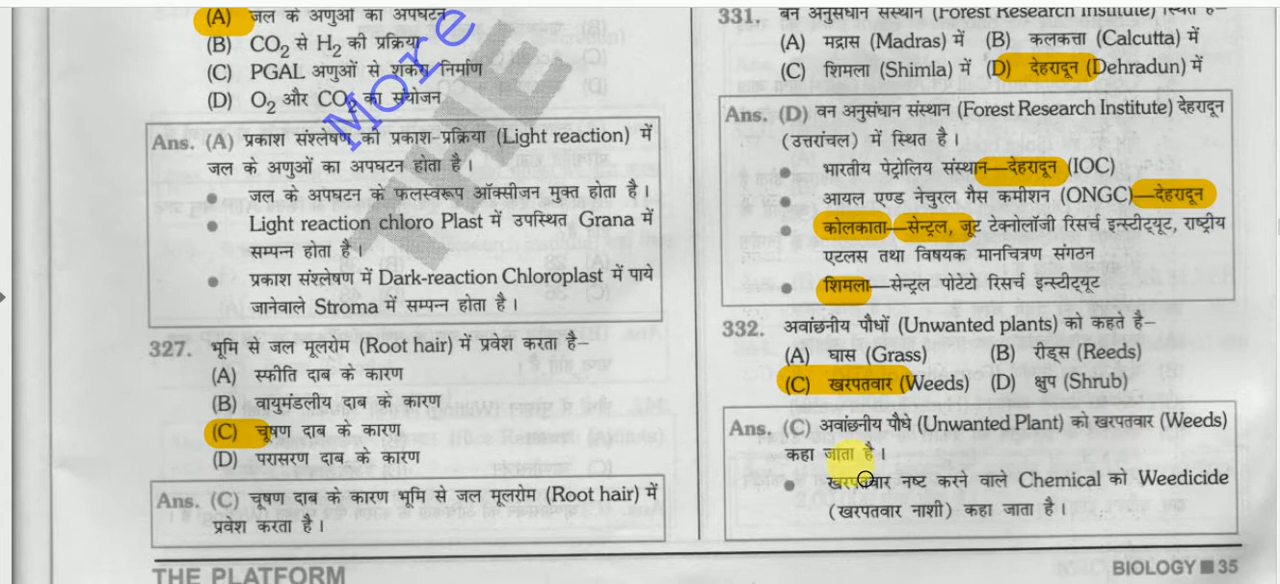 (A) जल के अणुओं का अपघटन
(B) CO2 से H2 की प्रक्रिया
(C) PGAL अणुओं से शर्करा निर्माण
(D) O2 और CO2 का संयोजन
More
Ans. (A) प्रकाश संश्लेषण की प्रकाश-प्रक्रिया (Light reaction) में
जल के अणुओं का अपघटन होता है।
● जल के अपघटन के फलस्वरूप ऑक्सीजन मुक्त होता है।
● Light reaction chloro Plast में उपस्थित Grana में
सम्पन्न होता है।
● प्रकाश संश्लेषण में Dark-reaction Chloroplast में पाये
जानेवाले Stroma में सम्पन्न होता है।
327. भूमि से जल मूलरोम (Root hair) में प्रवेश करता है–
(A) स्फीति दाब के कारण
(B) वायुमंडलीय दाब के कारण
(C) चूषण दाब के कारण
(D) परासरण दाब के कारण
Ans. (C) चूषण दाब के कारण भूमि से जल मूलरोम (Root hair) में
प्रवेश करता है।
THE PLATFORM
331. वन अनुसंधान संस्थान (Forest Research Institute) स्थित है–
(A) मद्रास (Madras) में (B) कलकत्ता (Calcutta) में
(C) शिमला (Shimla) में (D) देहरादून (Dehradun) में
Ans. (D) वन अनुसंधान संस्थान (Forest Research Institute) देहरादून
(उत्तरांचल) में स्थित है।
● भारतीय पेट्रोलिय संस्थान—देहरादून (IOC)
● आयल एण्ड नेचुरल गैस कमीशन (ONGC)—देहरादून
● कोलकाता—सेन्ट्रल, जूट टेक्नोलॉजी रिसर्च इन्स्टीट्यूट, राष्ट्रीय
एटलस तथा विषयक मानचित्रण संगठन
● शिमला—सेन्ट्रल पोटेटो रिसर्च इन्स्टीट्यूट
332. अवांछनीय पौधों (Unwanted plants) को कहते है–
(A) घास (Grass) (B) रीड्स (Reeds)
(C) खरपतवार (Weeds) (D) क्षुप (Shrub)
Ans. (C) अवांछनीय पौधे (Unwanted Plant) को खरपतवार (Weeds)
कहा जाता है।
● खरपतवार नष्ट करने वाले Chemical को Weedicide
(खरपतवार नाशी) कहा जाता है।
BIOLOGY ■ 35